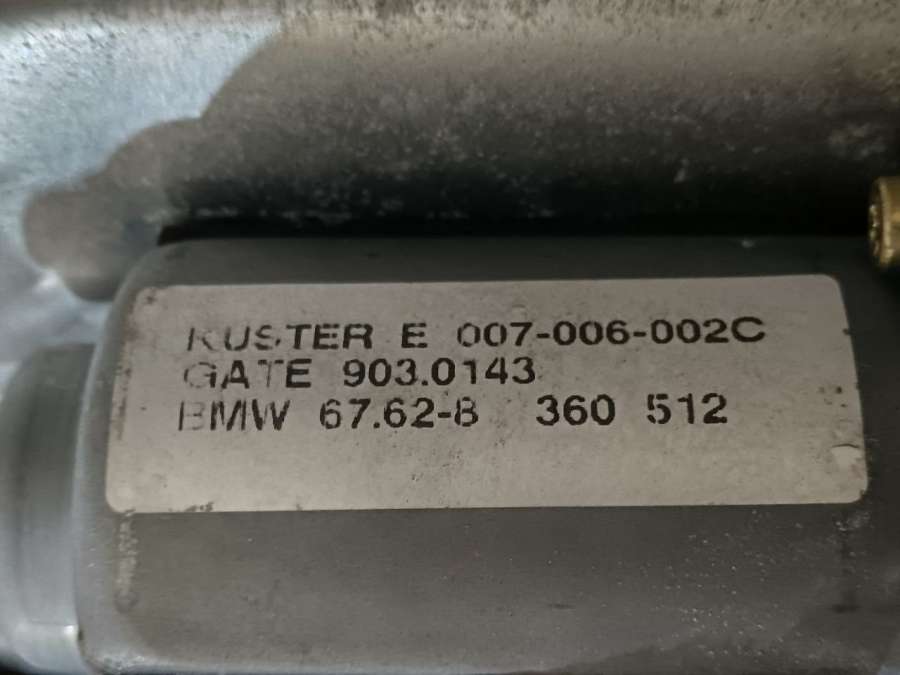 KUSTER E 007-006-002C
GATE 903.0143
BMW 67.62-8 360 512